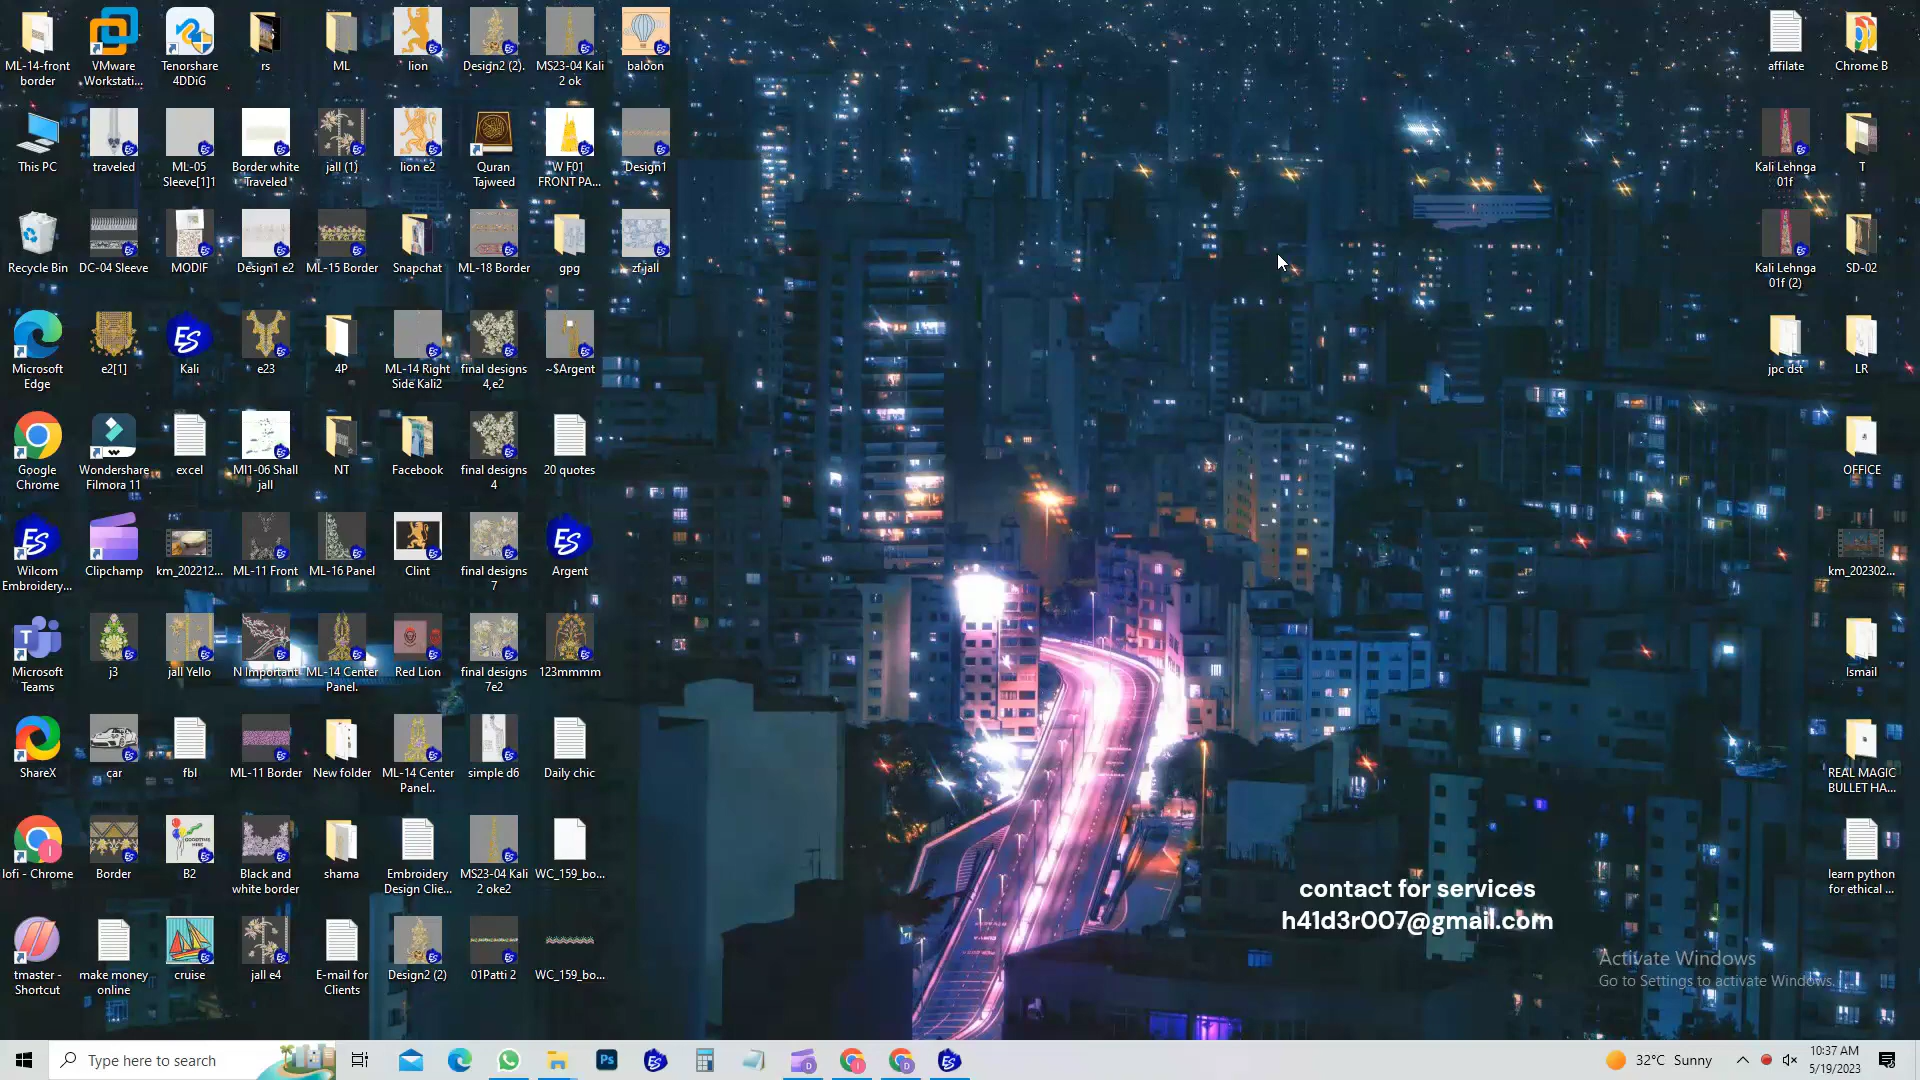 ML-14-front
border
VMware
Workstati...
Tenorshare
4DDiG
rs
ML
lion
Design2 (2).
MS23-04 Kali
2 ok
baloon
affilate
Chrome B
This PC
traveled
ML-05
Sleeve[1]1
Border white
Traveled
jall (1)
lion e2
Quran
Tajweed
W F01
FRONT PA...
Design1
Kali Lehnga
01f
T
Recycle Bin
DC-04 Sleeve
MODIF
Design1 e2
ML-15 Border
Snapchat
ML-18 Border
gpg
zf jall
Kali Lehnga
01f (2)
SD-02
Microsoft
Edge
e2[1]
Kali
e23
4P
ML-14 Right
Side Kali2
final designs
4,e2
~$Argent
jpc dst
LR
Google
Chrome
Wondershare
Filmora 11
excel
Ml1-06 Shall
jall
NT
Facebook
final designs
4
20 quotes
OFFICE
Wilcom
Embroidery...
Clipchamp
km_202212...
ML-11 Front
ML-16 Panel
Clint
final designs
7
Argent
km_202302...
Microsoft
Teams
j3
jall Yello
N Important
ML-14 Center
Panel.
Red Lion
final designs
7e2
123mmmm
Ismail
ShareX
car
fbl
ML-11 Border
New folder
ML-14 Center
Panel..
simple d6
Daily chic
REAL MAGIC
BULLET HA...
lofi - Chrome
Border
B2
Black and
white border
shama
Embroidery
Design Clie...
MS23-04 Kali
2 oke2
WC_159_bo...
learn python
for ethical ...
tmaster -
Shortcut
make money
online
cruise
jall e4
E-mail for
Clients
Design2 (2)
01Patti 2
WC_159_bo...
contact for services
h41d3r007@gmail.com
Activate Windows
Go to Settings to activate Windows.
Type here to search
32°C Sunny
10:37 AM
5/19/2023